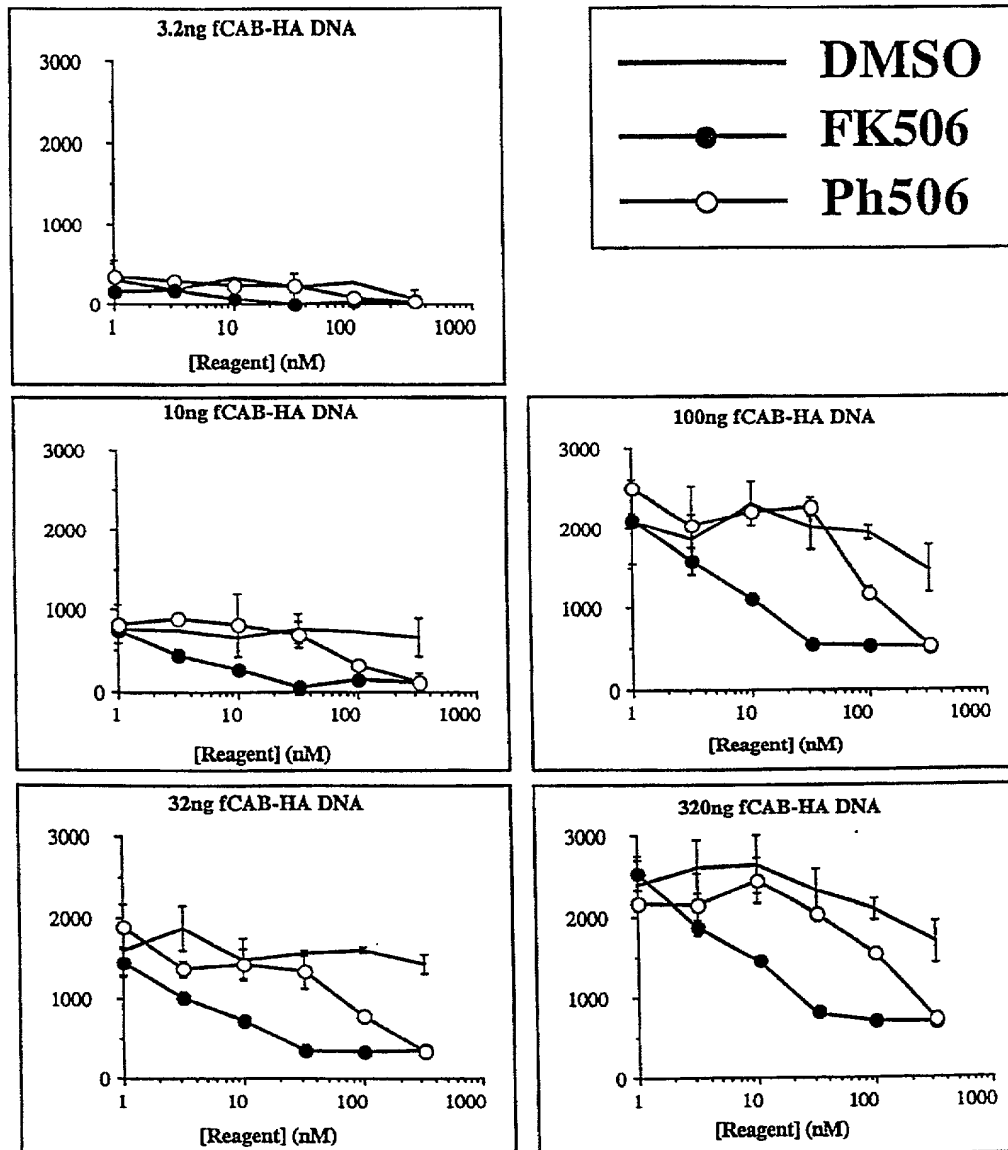 3.2ng fCAB-HA DNA
3000
2000
1000
0
1 10 100 1000
[Reagent] (nM)
DMSO
FK506
Ph506
10ng fCAB-HA DNA
3000
2000
1000
0
1 10 100 1000
[Reagent] (nM)
100ng fCAB-HA DNA
3000
2000
1000
0
1 10 100 1000
[Reagent] (nM)
32ng fCAB-HA DNA
3000
2000
1000
0
1 10 100 1000
[Reagent] (nM)
320ng fCAB-HA DNA
3000
2000
1000
0
1 10 100 1000
[Reagent] (nM)